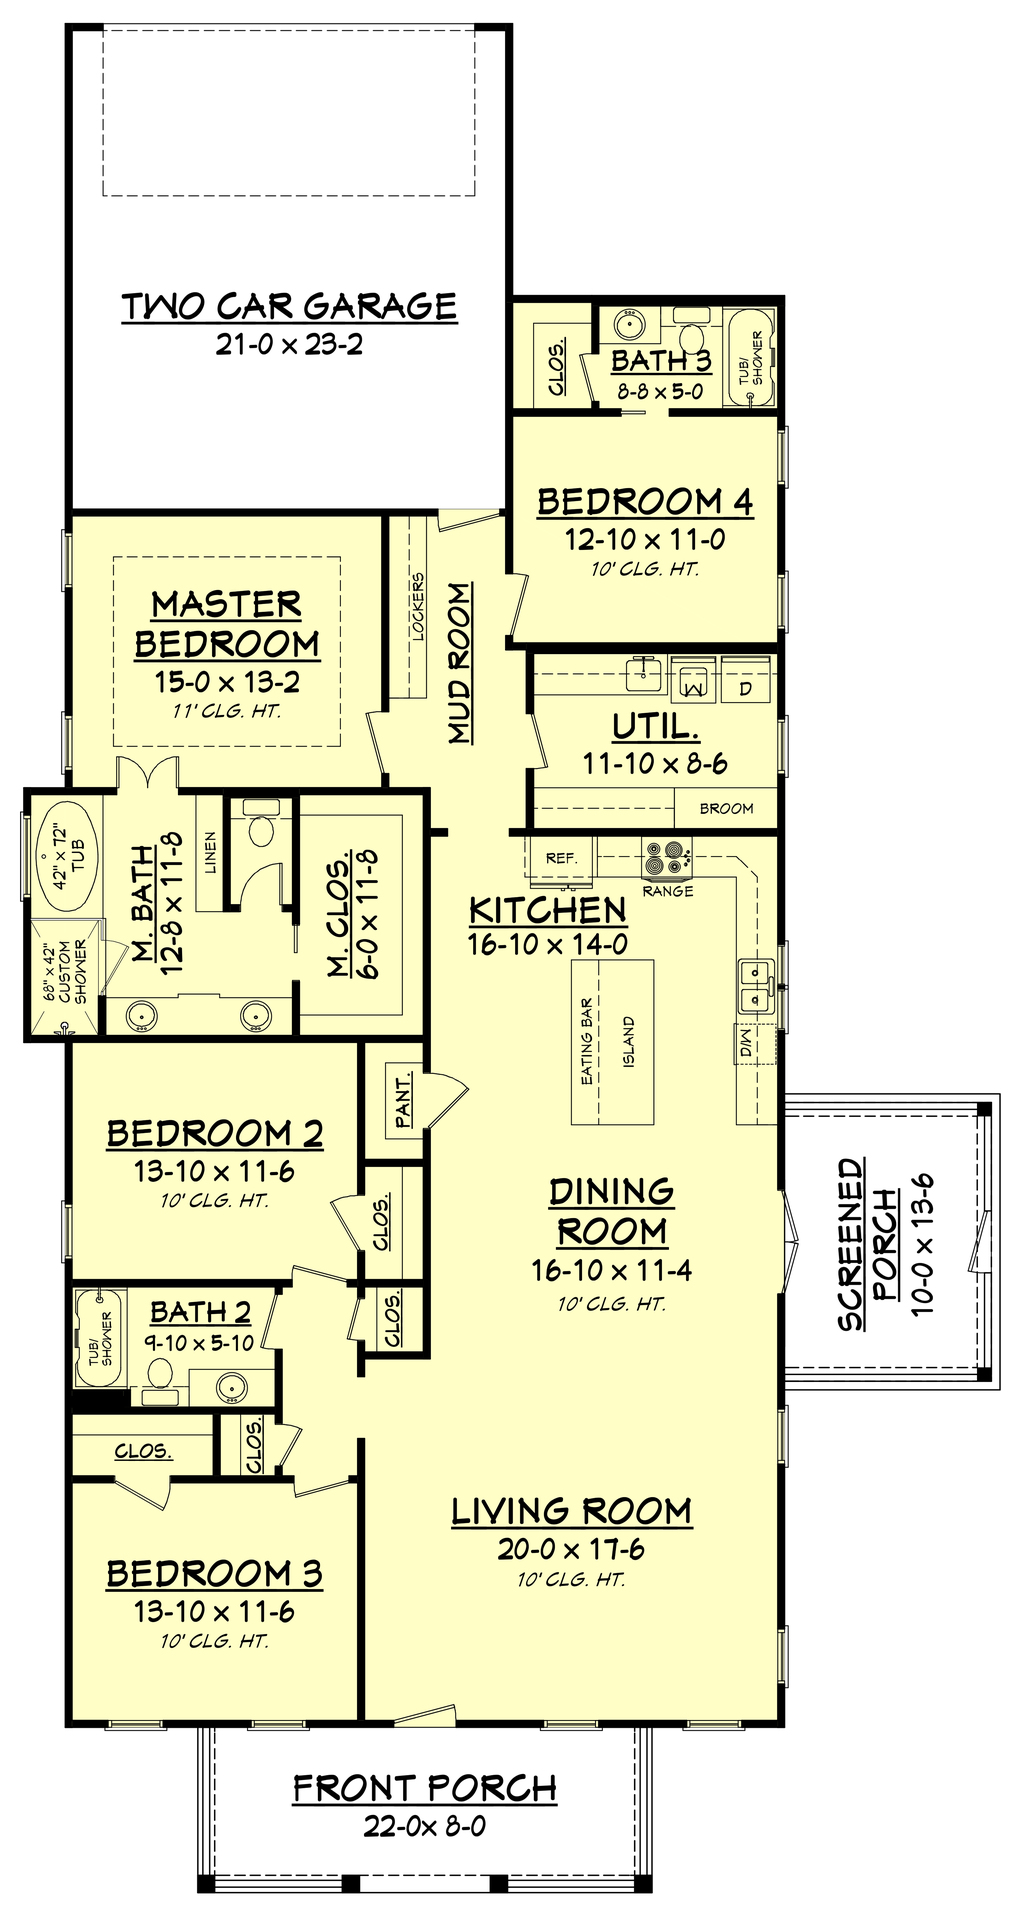 TWO CAR GARAGE
21-0 x 23-2
CLOS.
BATH 3
8-8 x 5-0
TUB/
SHOWER
BEDROOM 4
12-10 x 11-0
10' CLG. HT.
MASTER
BEDROOM
15-0 x 13-2
11' CLG. HT.
LOCKERS
MUD ROOM
W
D
UTIL.
11-10 x 8-6
BROOM
42" x 72"
TUB
M. BATH
12-8 x 11-8
LINEN
M. CLOS.
6-0 x 11-8
68" x 42"
CUSTOM
SHOWER
REF.
RANGE
KITCHEN
16-10 x 14-0
EATING BAR
ISLAND
D/W
PANT.
BEDROOM 2
13-10 x 11-6
10' CLG. HT.
CLOS.
DINING
ROOM
16-10 x 11-4
10' CLG. HT.
SCREENED
PORCH
10-0 x 13-6
TUB/
SHOWER
BATH 2
9-10 x 5-10
CLOS.
CLOS.
CLOS.
LIVING ROOM
20-0 x 17-6
10' CLG. HT.
BEDROOM 3
13-10 x 11-6
10' CLG. HT.
FRONT PORCH
22-0x 8-0